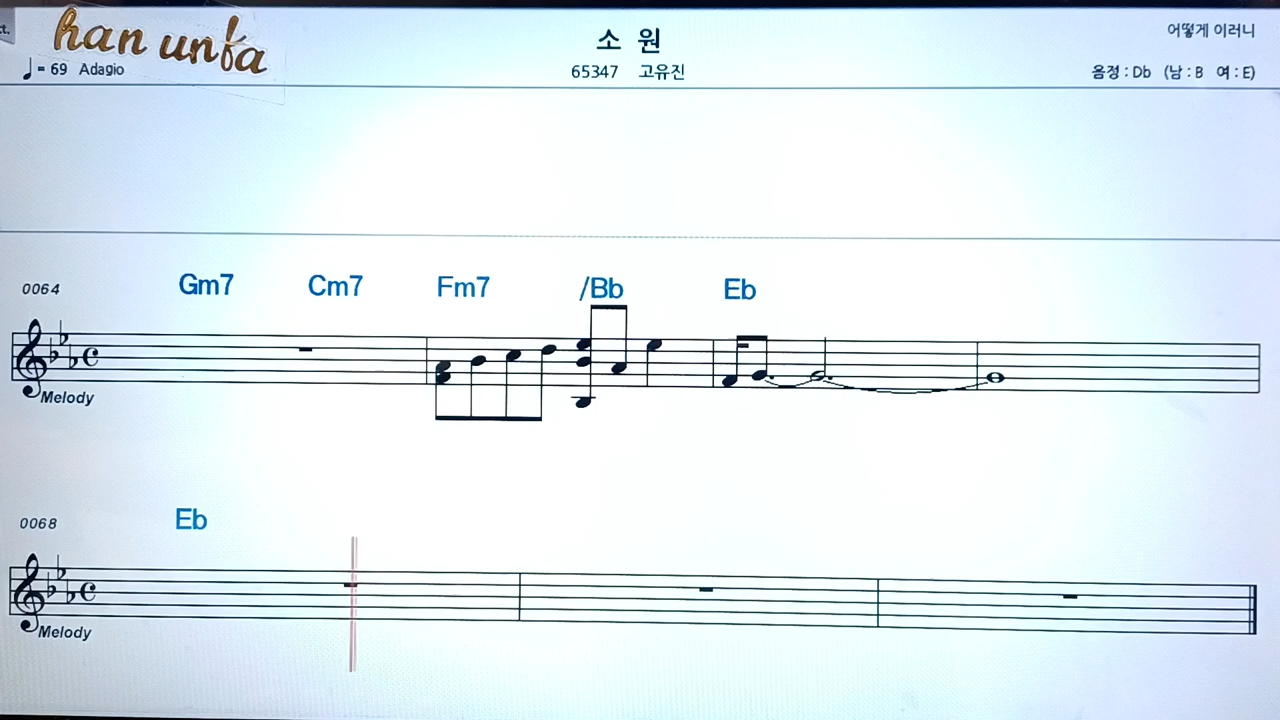 ct.
han unfa
♩= 69 Adagio
소 원
65347 고유진
어떻게 이러니
음정 : Db (남 : B 여 : E)
0064
Gm7 Cm7 Fm7 /Bb Eb
Melody
0068
Eb
Melody